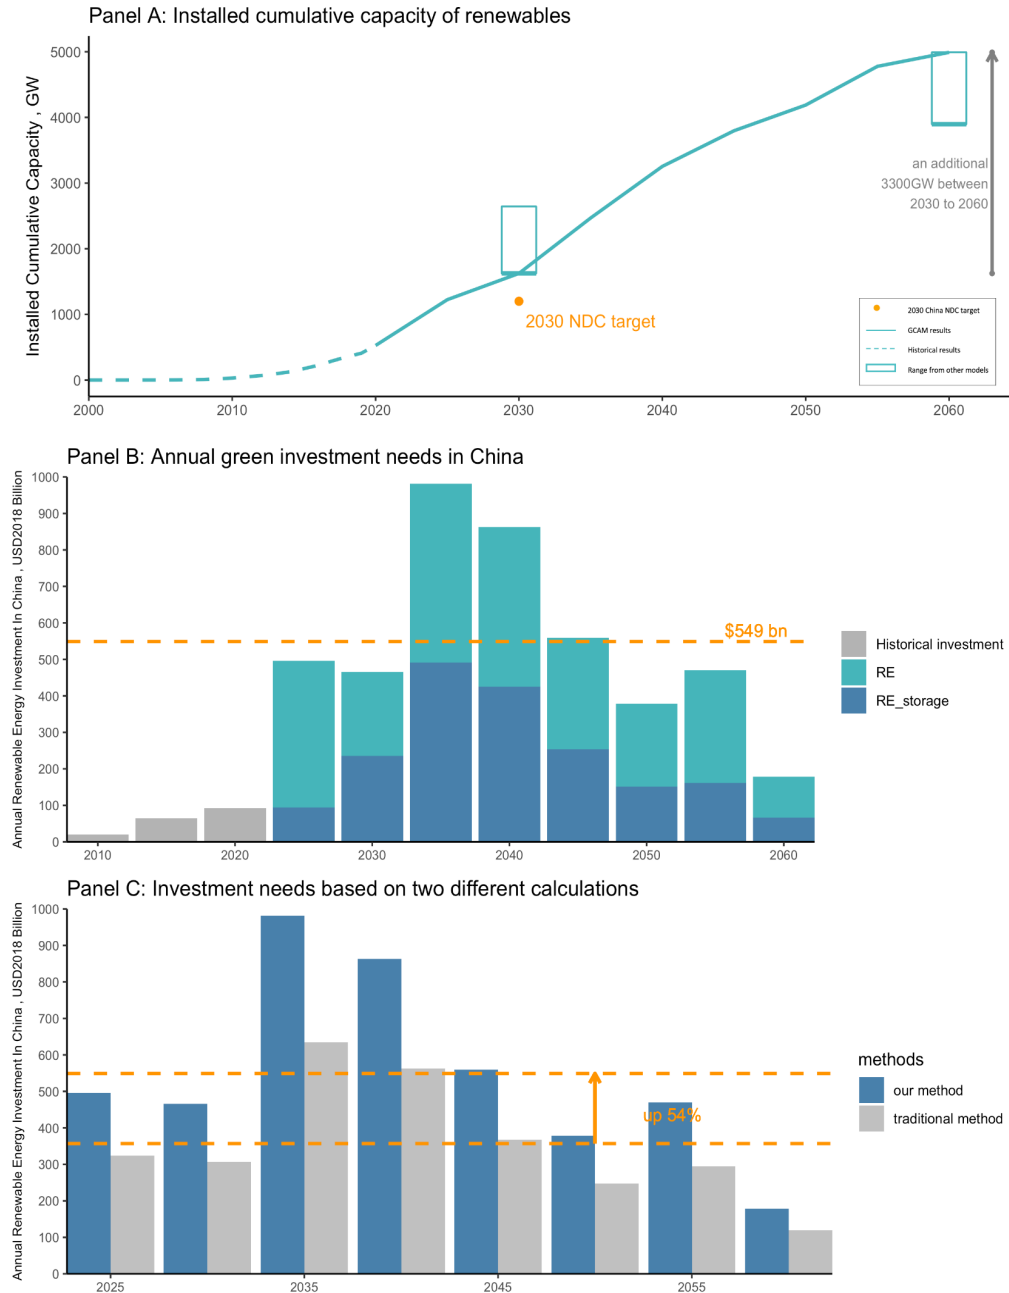 Panel A: Installed cumulative capacity of renewables
Installed Cumulative Capacity , GW
5000
4000
3000
2000
1000
0
an additional
3300GW between
2030 to 2060
2030 NDC target
2030 China NDC target
GCAM results
Historical results
Range from other models
2000
2010
2020
2030
2040
2050
2060
Panel B: Annual green investment needs in China
Annual Renewable Energy Investment In China , USD2018 Billion
1000
900
800
700
600
500
400
300
200
100
0
$549 bn
Historical investment
RE
RE_storage
2010
2020
2030
2040
2050
2060
Panel C: Investment needs based on two different calculations
Annual Renewable Energy Investment In China , USD2018 Billion
1000
900
800
700
600
500
400
300
200
100
0
up 54%
methods
our method
traditional method
2025
2035
2045
2055